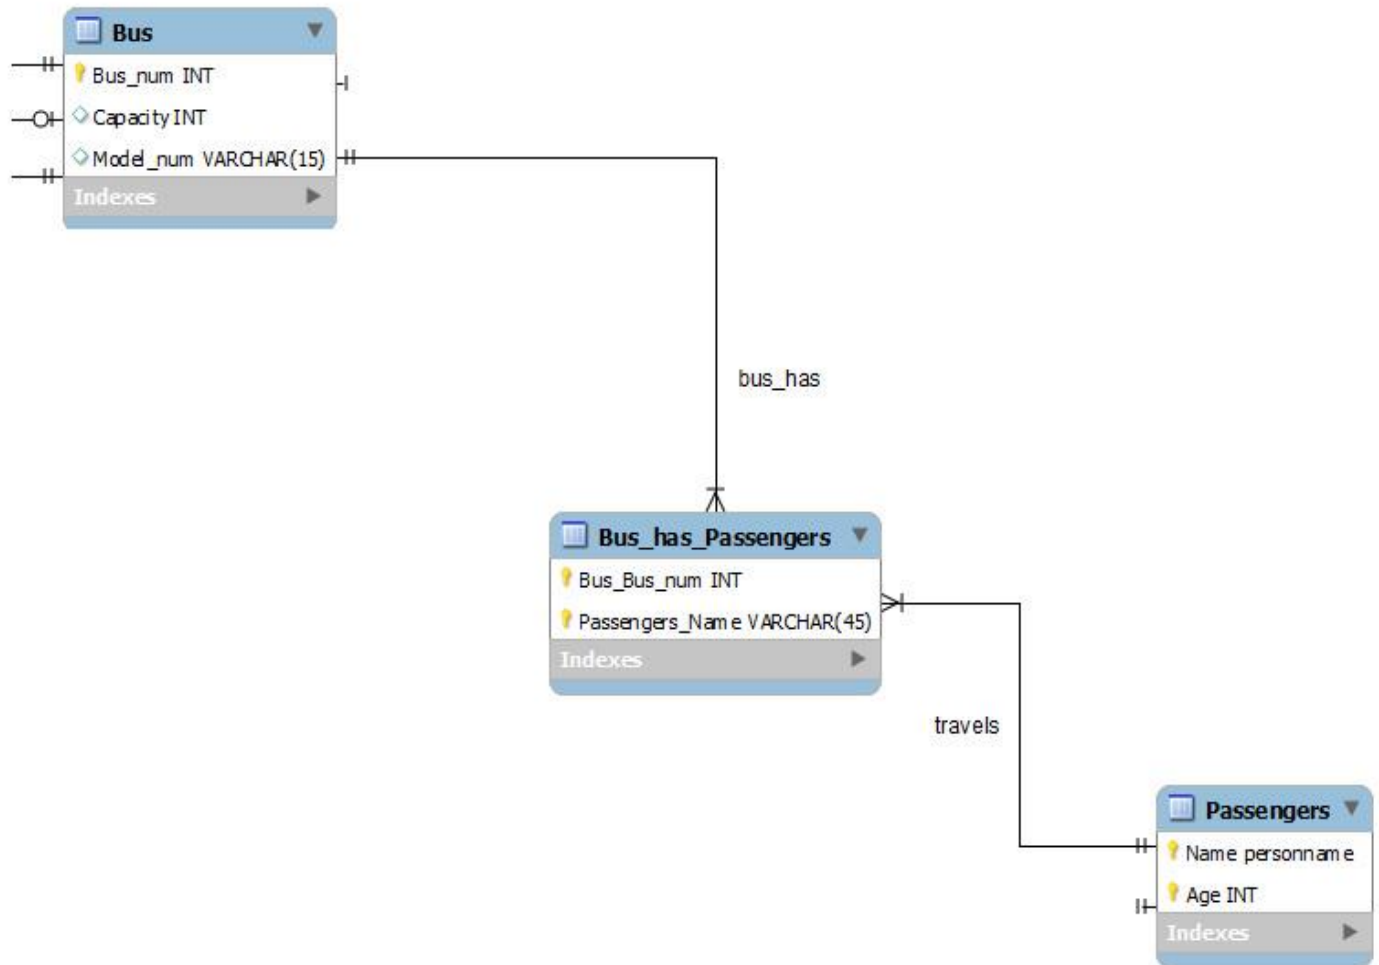 Bus
Bus_num INT
Capacity INT
Model_num VARCHAR(15)
Indexes
bus_has
Bus_has_Passengers
Bus_Bus_num INT
Passengers_Name VARCHAR(45)
Indexes
travels
Passengers
Name personname
Age INT
Indexes